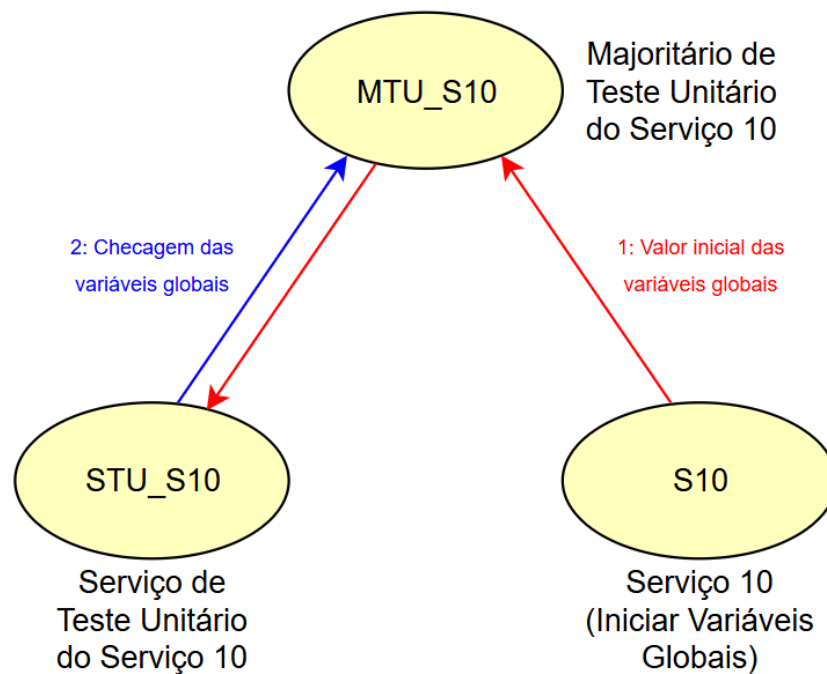 MTU_S10
Majoritário de
Teste Unitário
do Serviço 10
2: Checagem das
variáveis globais
1: Valor inicial das
variáveis globais
STU_S10
S10
Serviço de
Teste Unitário
do Serviço 10
Serviço 10
(Iniciar Variáveis
Globais)